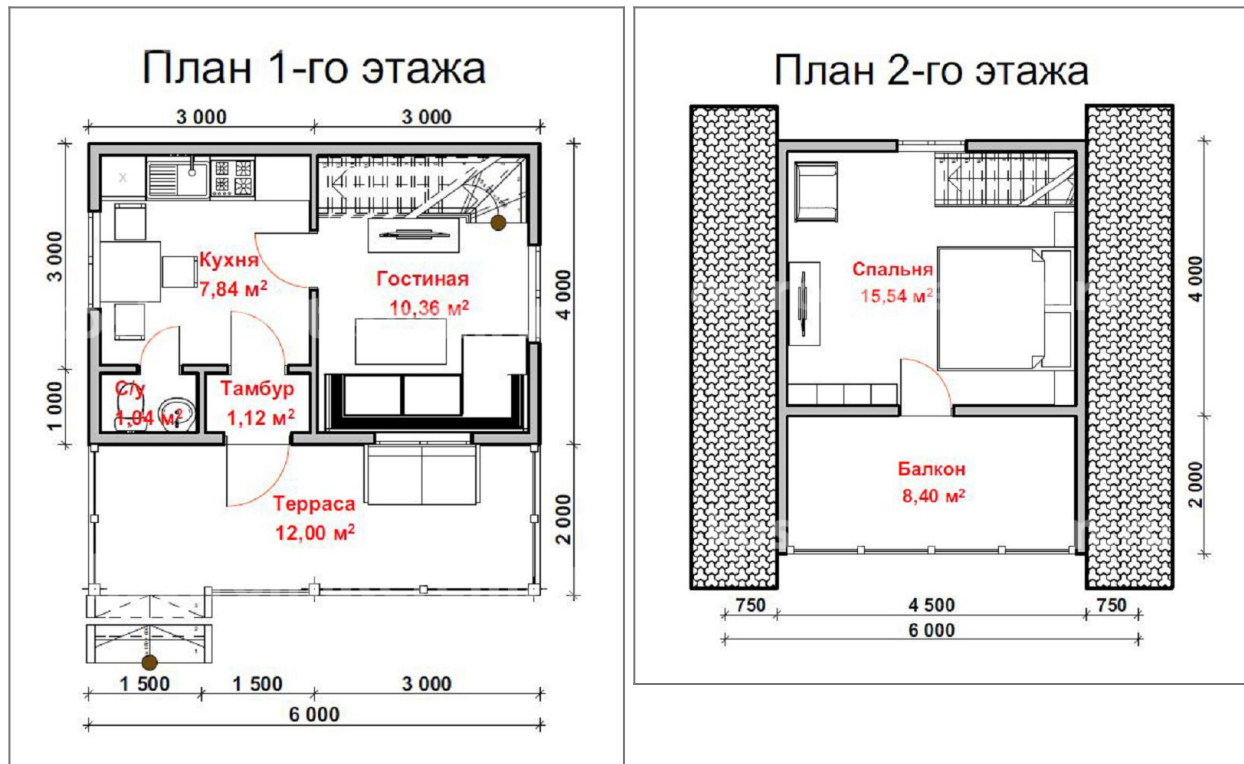 План 1-го этажа
3 000
3 000
3 000
1 000
4 000
2 000
Кухня
7,84 м²
Гостиная
10,36 м²
С/у
1,04 м²
Тамбур
1,12 м²
Терраса
12,00 м²
1 500
1 500
3 000
6 000
План 2-го этажа
Спальня
15,54 м²
4 000
Балкон
8,40 м²
2 000
750
4 500
750
6 000